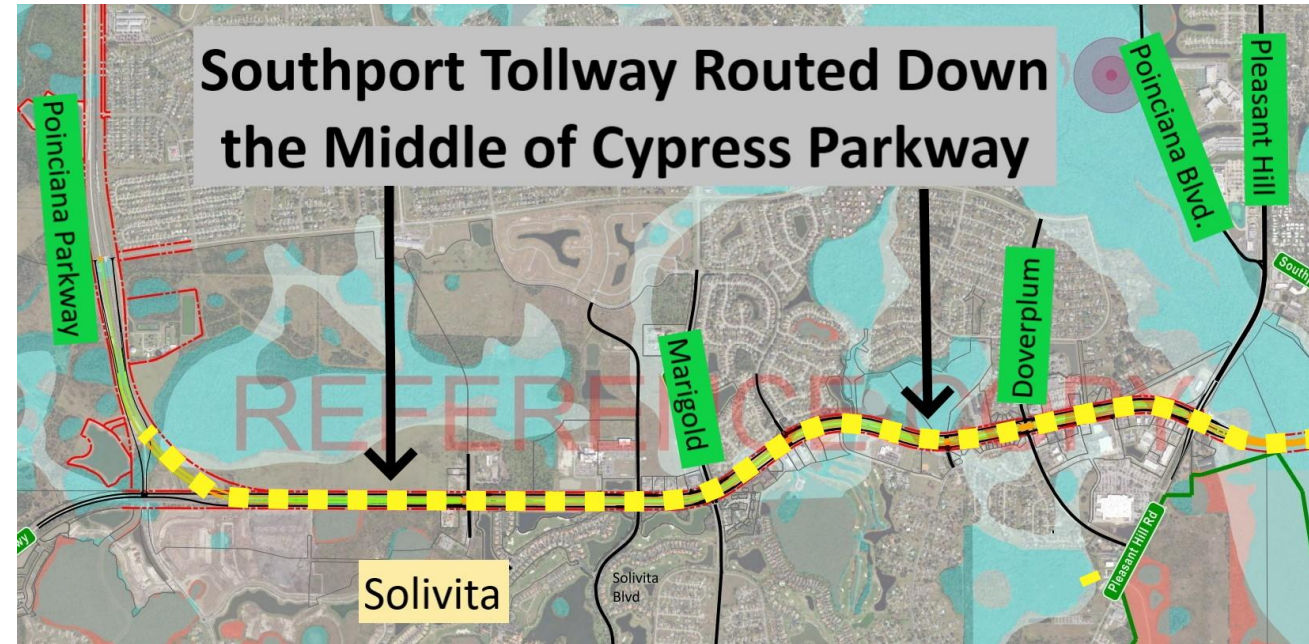 Southport Tollway Routed Down
the Middle of Cypress Parkway
Poinciana Parkway
Poinciana Blvd.
Pleasant Hill
Doverplum
Marigold
REFERENCE COPY
Solivita
Solivita
Blvd
Pleasant Hill Rd